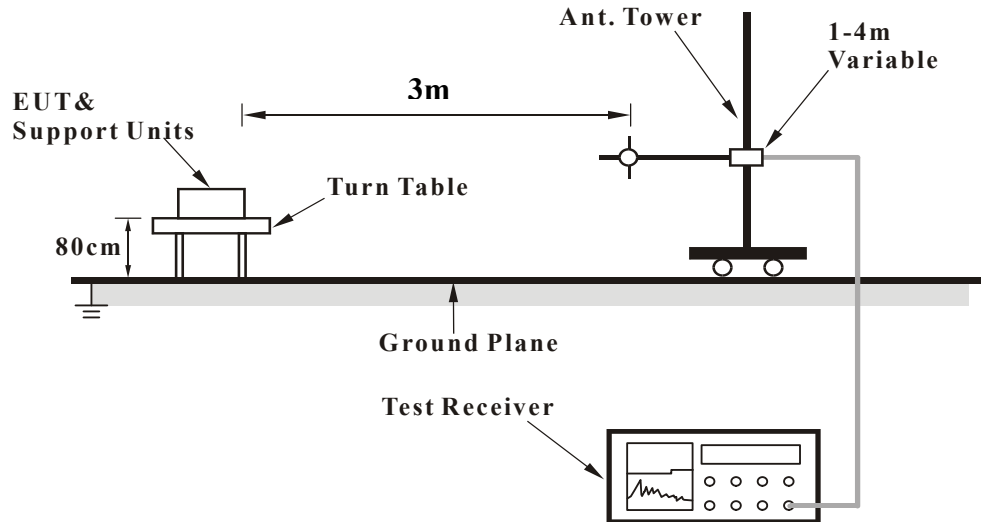 Ant. Tower
1-4m
Variable
3m
EUT&
Support Units
Turn Table
80cm
Ground Plane
Test Receiver